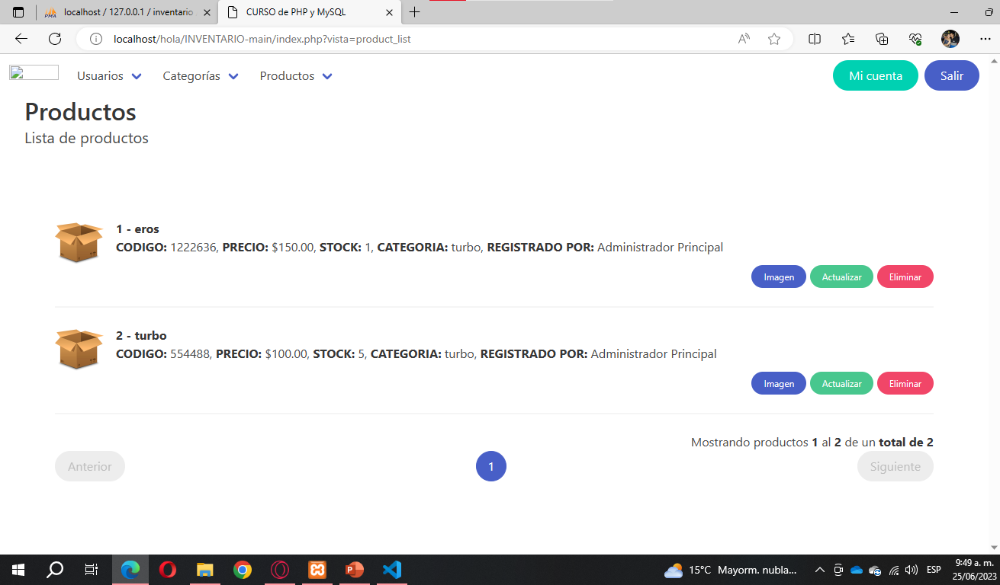 localhost / 127.0.0.1 / inventario
CURSO de PHP y MySQL
localhost/hola/INVENTARIO-main/index.php?vista=product_list
Usuarios Categorías Productos Mi cuenta Salir
Productos
Lista de productos
1 - eros
CODIGO: 1222636, PRECIO: $150.00, STOCK: 1, CATEGORIA: turbo, REGISTRADO POR: Administrador Principal
Imagen Actualizar Eliminar
2 - turbo
CODIGO: 554488, PRECIO: $100.00, STOCK: 5, CATEGORIA: turbo, REGISTRADO POR: Administrador Principal
Imagen Actualizar Eliminar
Mostrando productos 1 al 2 de un total de 2
Anterior 1 Siguiente
15°C Mayorm. nubla... ESP 9:49 a. m.
25/06/2023